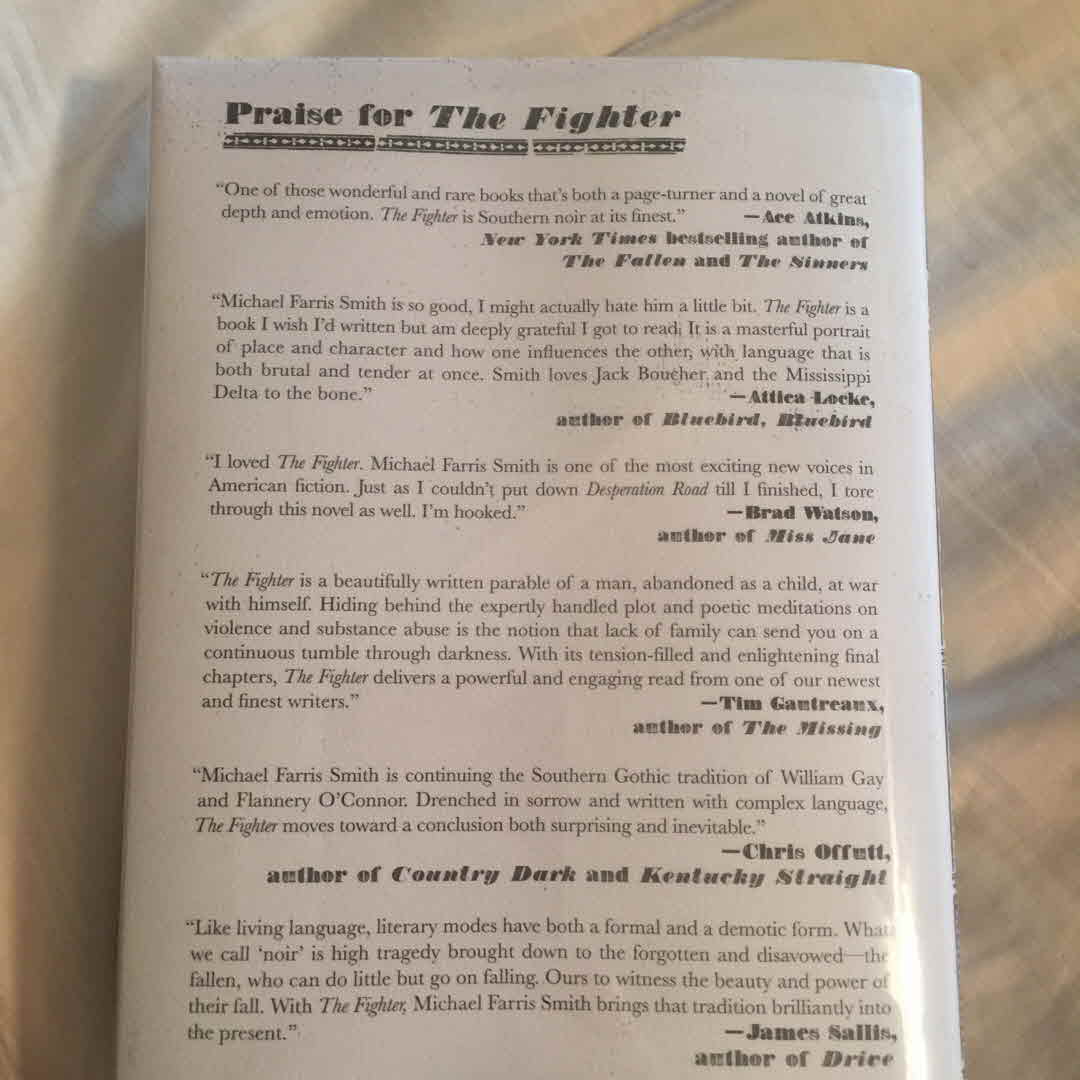 Praise for The Fighter
“One of those wonderful and rare books that’s both a page-turner and a novel of great
depth and emotion. The Fighter is Southern noir at its finest.” —Ace Atkins,
New York Times bestselling author of
The Fallen and The Sinners
“Michael Farris Smith is so good, I might actually hate him a little bit. The Fighter is a
book I wish I’d written but am deeply grateful I got to read. It is a masterful portrait
of place and character and how one influences the other, with language that is
both brutal and tender at once. Smith loves Jack Boucher and the Mississippi
Delta to the bone.” —Attica Locke,
author of Bluebird, Bluebird
“I loved The Fighter. Michael Farris Smith is one of the most exciting new voices in
American fiction. Just as I couldn’t put down Desperation Road till I finished, I tore
through this novel as well. I’m hooked.” —Brad Watson,
author of Miss Jane
“The Fighter is a beautifully written parable of a man, abandoned as a child, at war
with himself. Hiding behind the expertly handled plot and poetic meditations on
violence and substance abuse is the notion that lack of family can send you on a
continuous tumble through darkness. With its tension-filled and enlightening final
chapters, The Fighter delivers a powerful and engaging read from one of our newest
and finest writers.” —Tim Gautreaux,
author of The Missing
“Michael Farris Smith is continuing the Southern Gothic tradition of William Gay
and Flannery O’Connor. Drenched in sorrow and written with complex language,
The Fighter moves toward a conclusion both surprising and inevitable.”
—Chris Offutt,
author of Country Dark and Kentucky Straight
“Like living language, literary modes have both a formal and a demotic form. What
we call ‘noir’ is high tragedy brought down to the forgotten and disavowed—the
fallen, who can do little but go on falling. Ours to witness the beauty and power of
their fall. With The Fighter, Michael Farris Smith brings that tradition brilliantly into
the present.” —James Sallis,
author of Drive